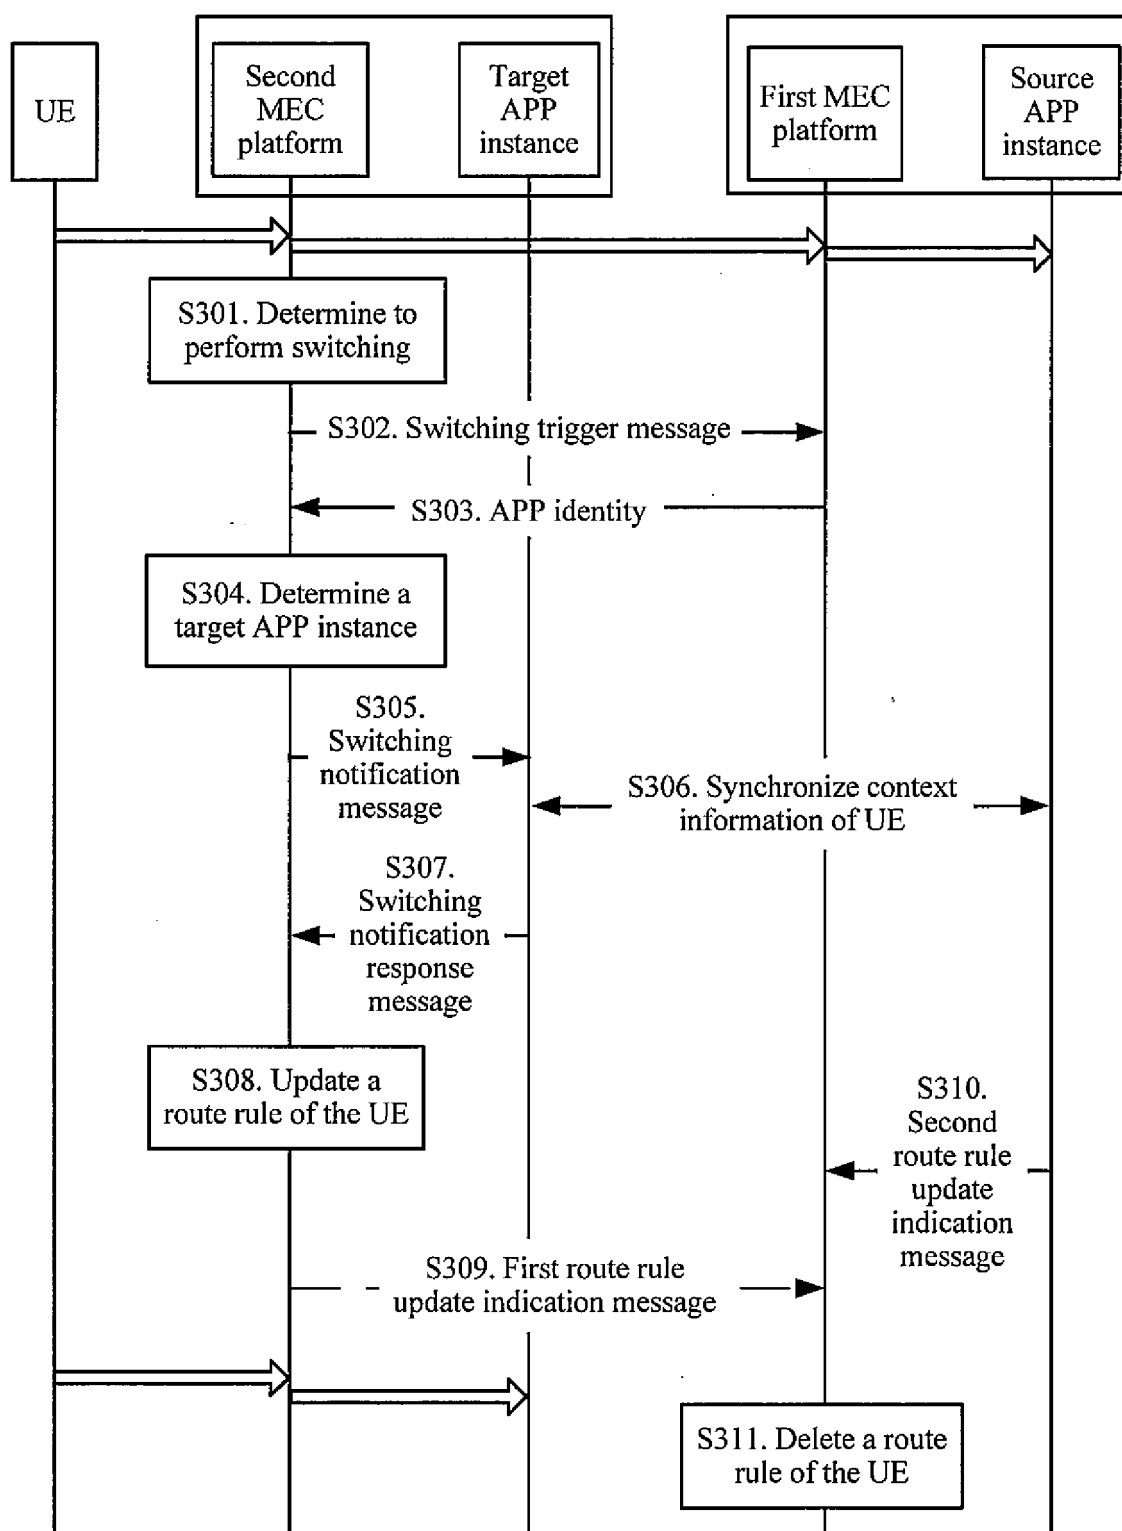 UE
Second
MEC
platform
Target
APP
instance
First MEC
platform
Source
APP
instance
S301. Determine to
perform switching
S302. Switching trigger message
S303. APP identity
S304. Determine a
target APP instance
S305.
Switching
notification
message
S306. Synchronize context
information of UE
S307.
Switching
notification
response
message
S308. Update a
route rule of the UE
S310.
Second
route rule
update
indication
message
S309. First route rule
update indication message
S311. Delete a route
rule of the UE